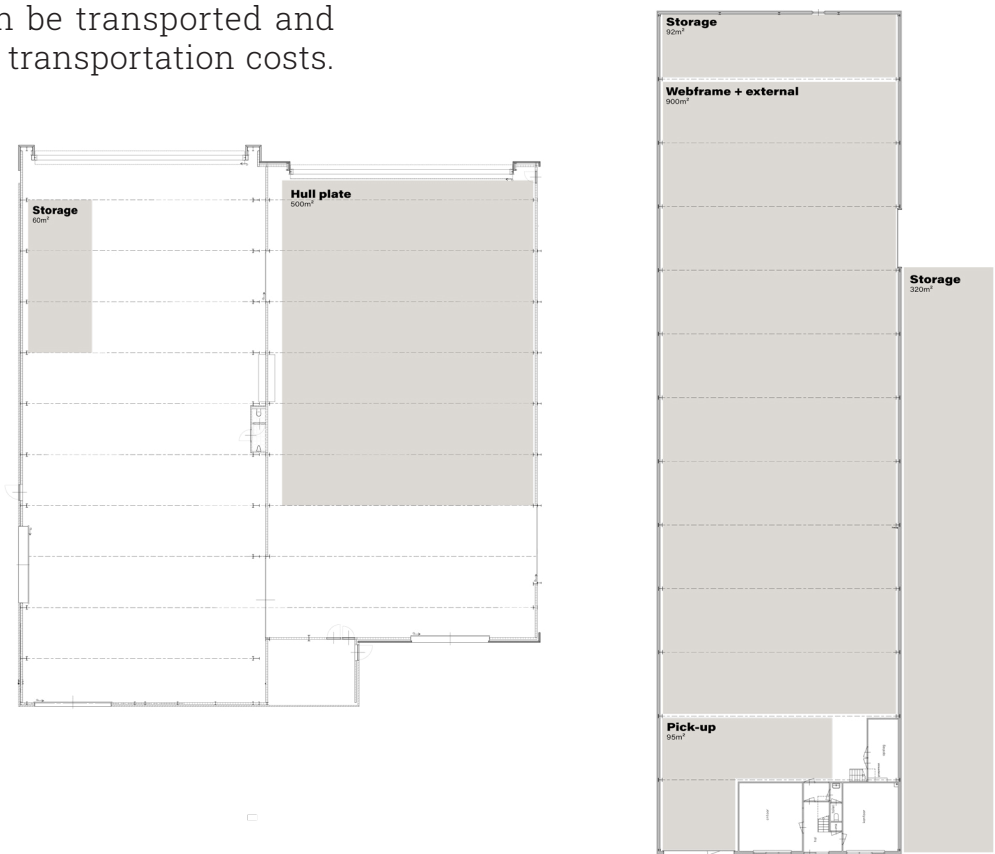 n be transported and
transportation costs.
Storage
60m²
Hull plate
500m²
Storage
92m²
Webframe + external
900m²
Storage
320m²
Pick-up
95m²